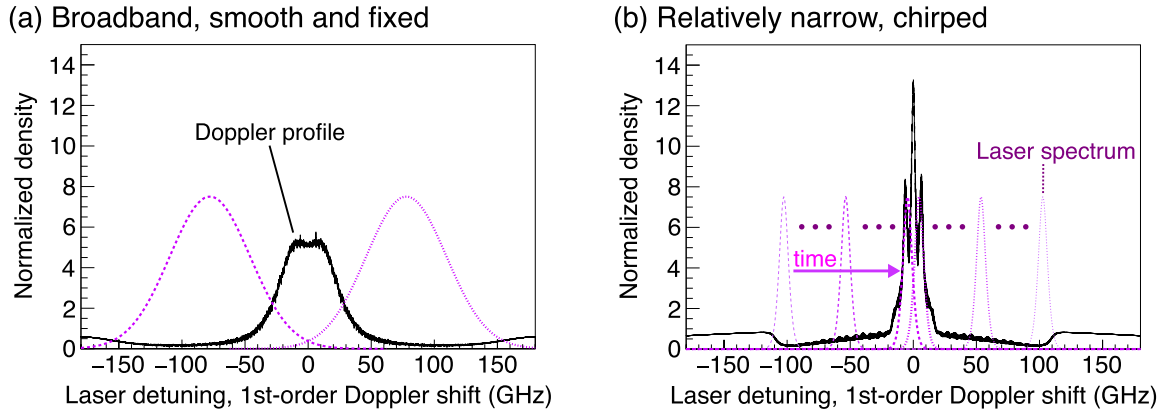 (a) Broadband, smooth and fixed
Normalized density
14
12
10
8
6
4
2
0
Doppler profile
−150 −100 −50 0 50 100 150
Laser detuning, 1st-order Doppler shift (GHz)
(b) Relatively narrow, chirped
Normalized density
14
12
10
8
6
4
2
0
Laser spectrum
time
−150 −100 −50 0 50 100 150
Laser detuning, 1st-order Doppler shift (GHz)